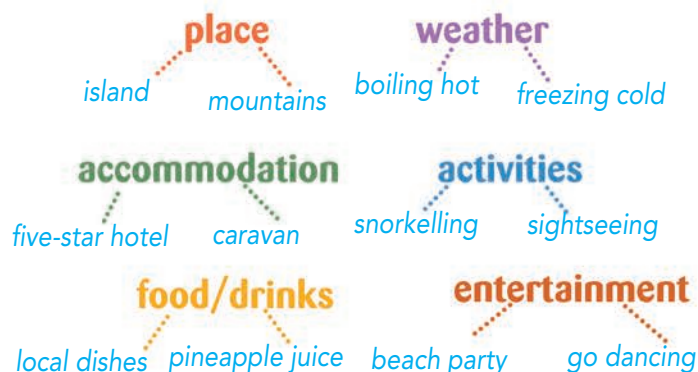 place weather
island mountains boiling hot freezing cold
accommodation activities
five-star hotel caravan snorkelling sightseeing
food/drinks entertainment
local dishes pineapple juice beach party go dancing